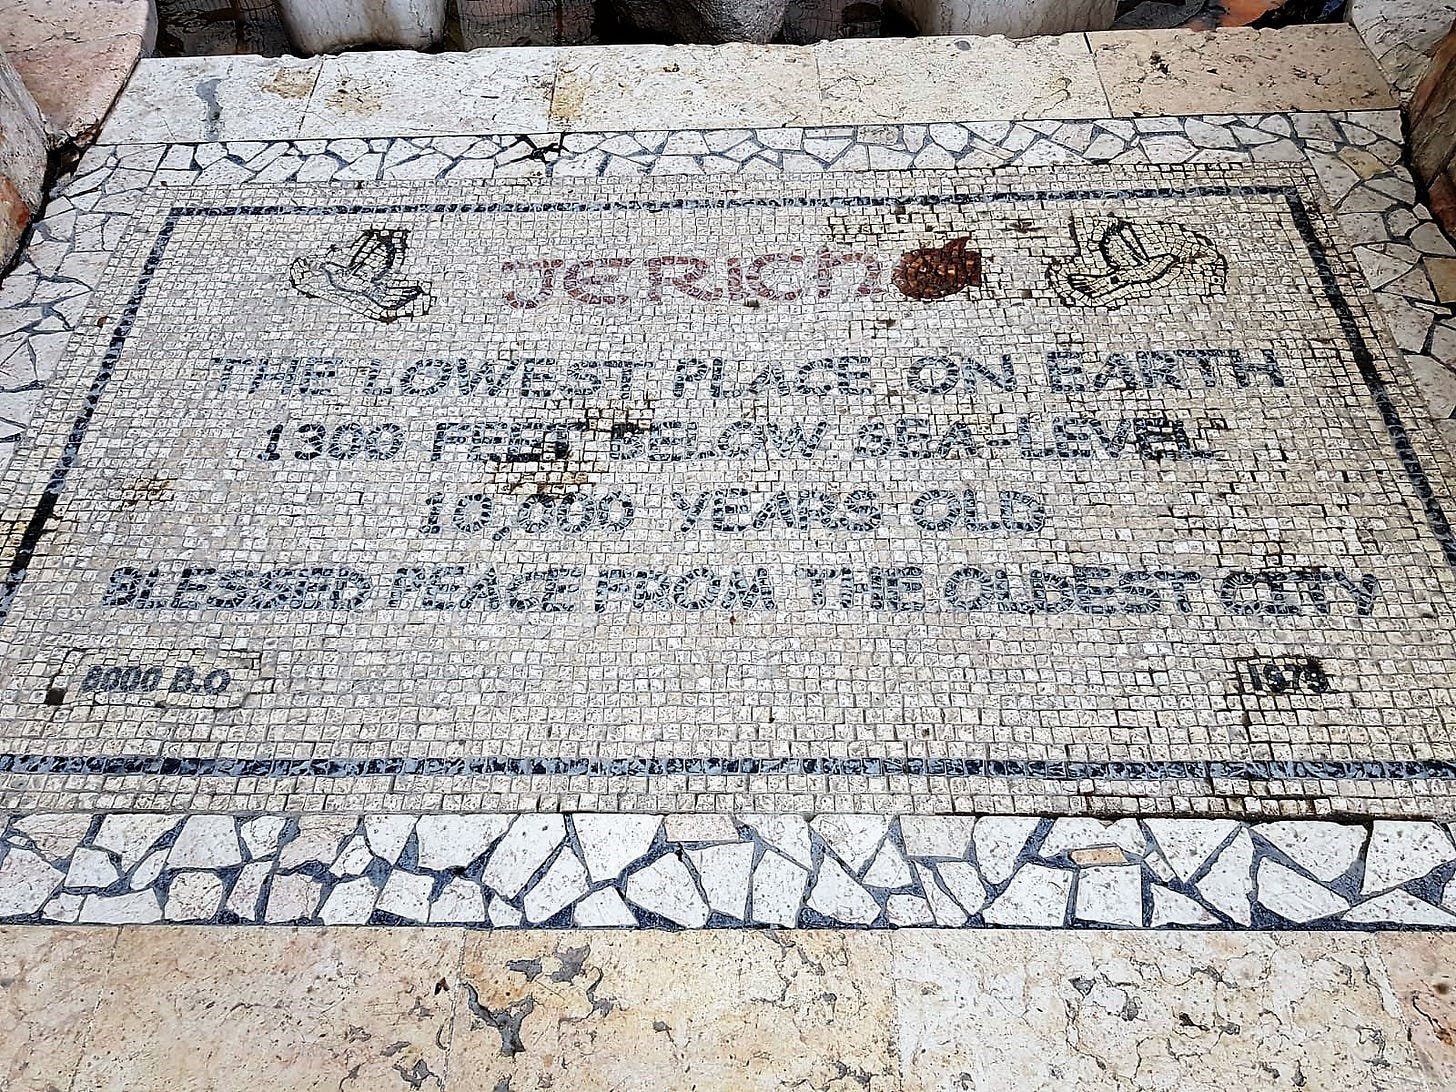 JERICHO
THE LOWEST PLACE ON EARTH
1300 FEET BELOW SEA-LEVEL
10,000 YEARS OLD
BLESSED PEACE FROM THE OLDEST CITY
8000 B.O